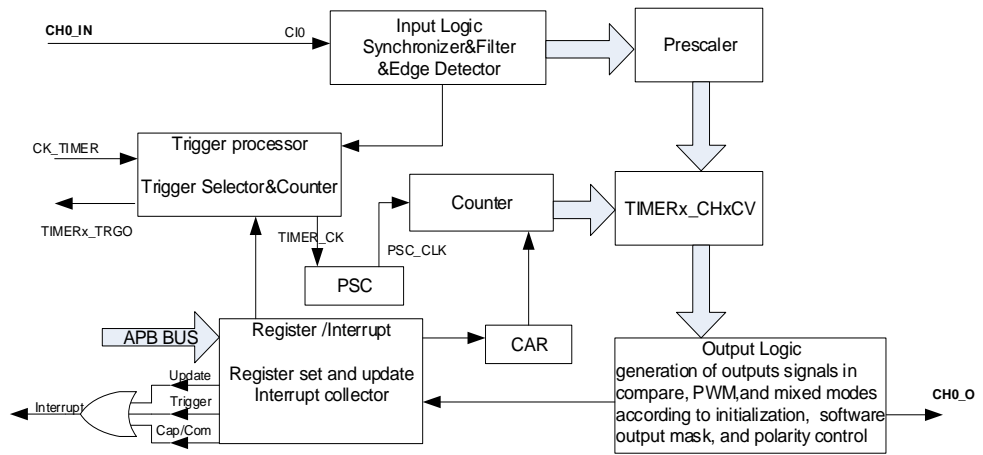 CH0_IN
CI0
Input Logic
Synchronizer&Filter
&Edge Detector
Prescaler
CK_TIMER
Trigger processor
Trigger Selector&Counter
TIMERx_TRGO
TIMER_CK
PSC_CLK
Counter
TIMERx_CHxCV
PSC
APB BUS
Register /Interrupt
Register set and update
Interrupt collector
CAR
Output Logic
generation of outputs signals in
compare, PWM,and mixed modes
according to initialization, software
output mask, and polarity control
CH0_O
Update
Trigger
Cap/Com
Interrupt